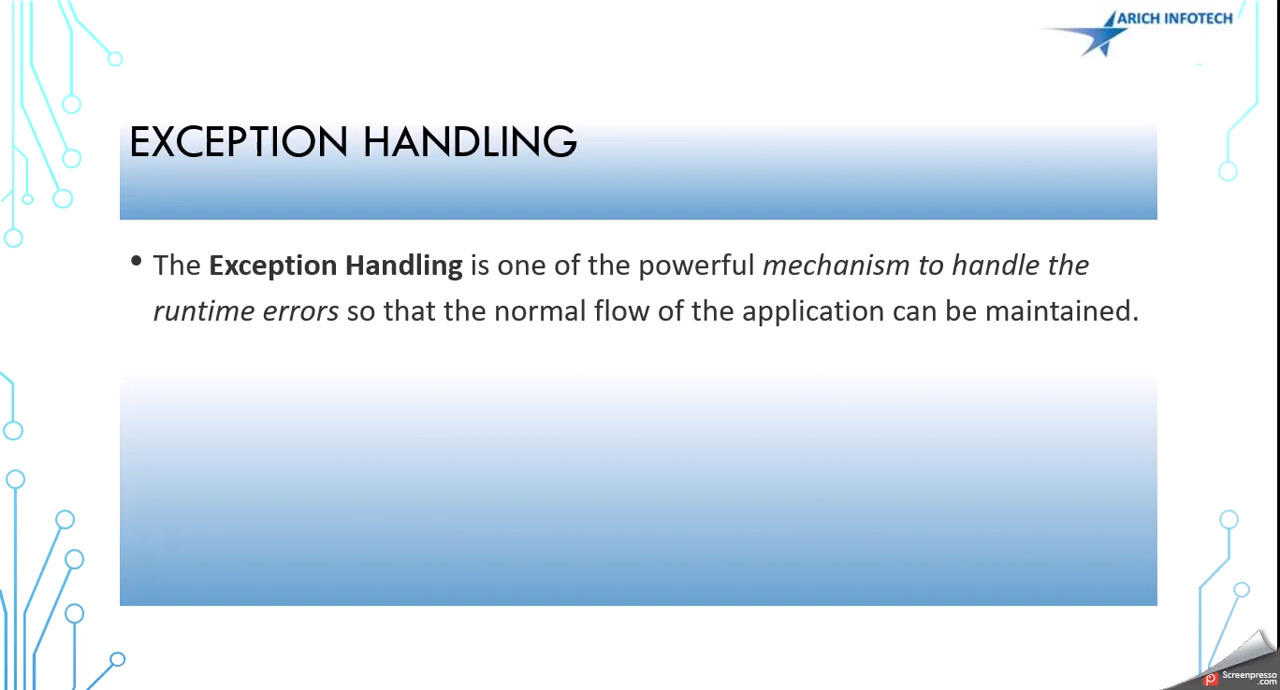 ARICH INFOTECH
EXCEPTION HANDLING
• The Exception Handling is one of the powerful mechanism to handle the
runtime errors so that the normal flow of the application can be maintained.
Screenpresso
.com